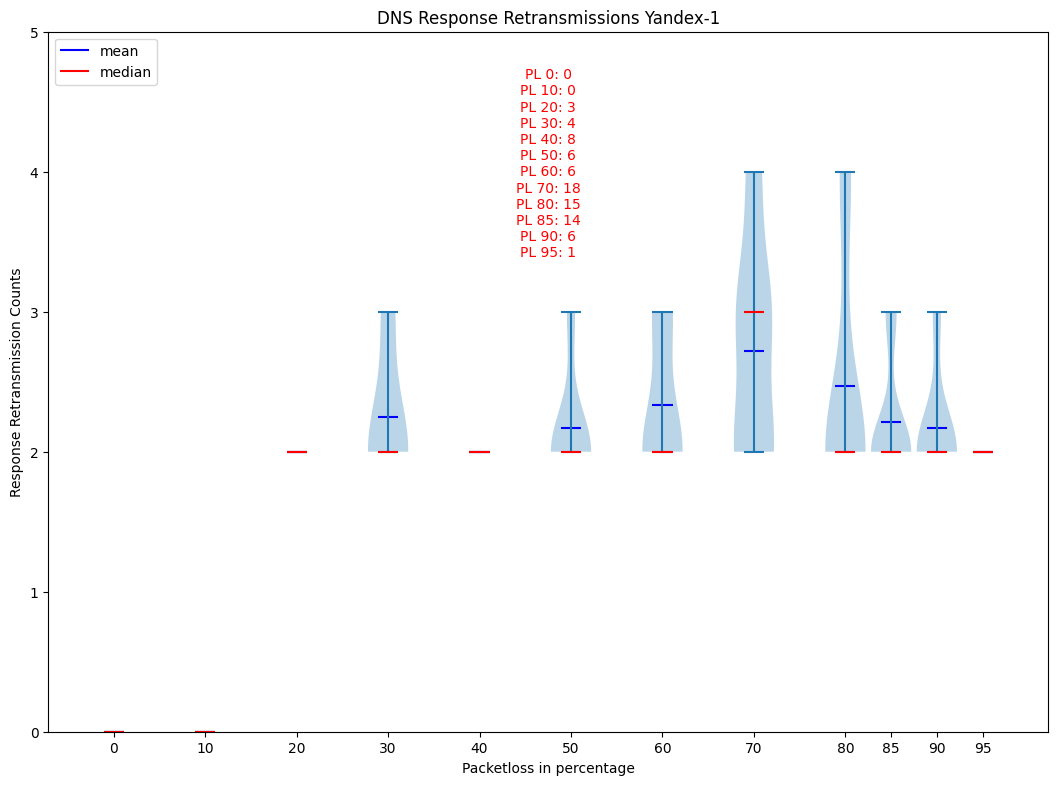 DNS Response Retransmissions Yandex-1
mean
median
PL 0: 0
PL 10: 0
PL 20: 3
PL 30: 4
PL 40: 8
PL 50: 6
PL 60: 6
PL 70: 18
PL 80: 15
PL 85: 14
PL 90: 6
PL 95: 1
Response Retransmission Counts
5
4
3
2
1
0
0 10 20 30 40 50 60 70 80 85 90 95
Packetloss in percentage